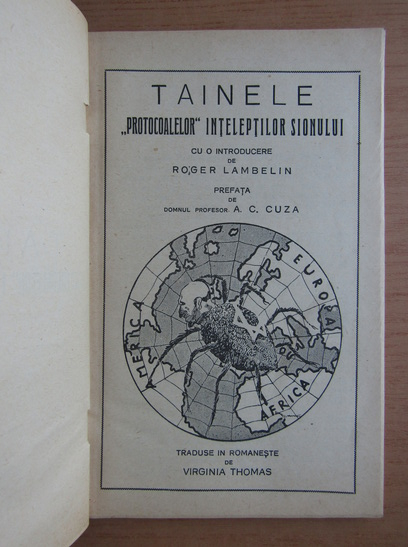 TAINELE
„PROTOCOALELOR“ INȚELEPȚILOR SIONULUI
CU O INTRODUCERE
DE
ROGER LAMBELIN
PREFAȚA
DE
DOMNUL PROFESOR A. C. CUZA
MERICA
EUROPA
AFRICA
TRADUSE IN ROMANEȘTE
DE
VIRGINIA THOMAS